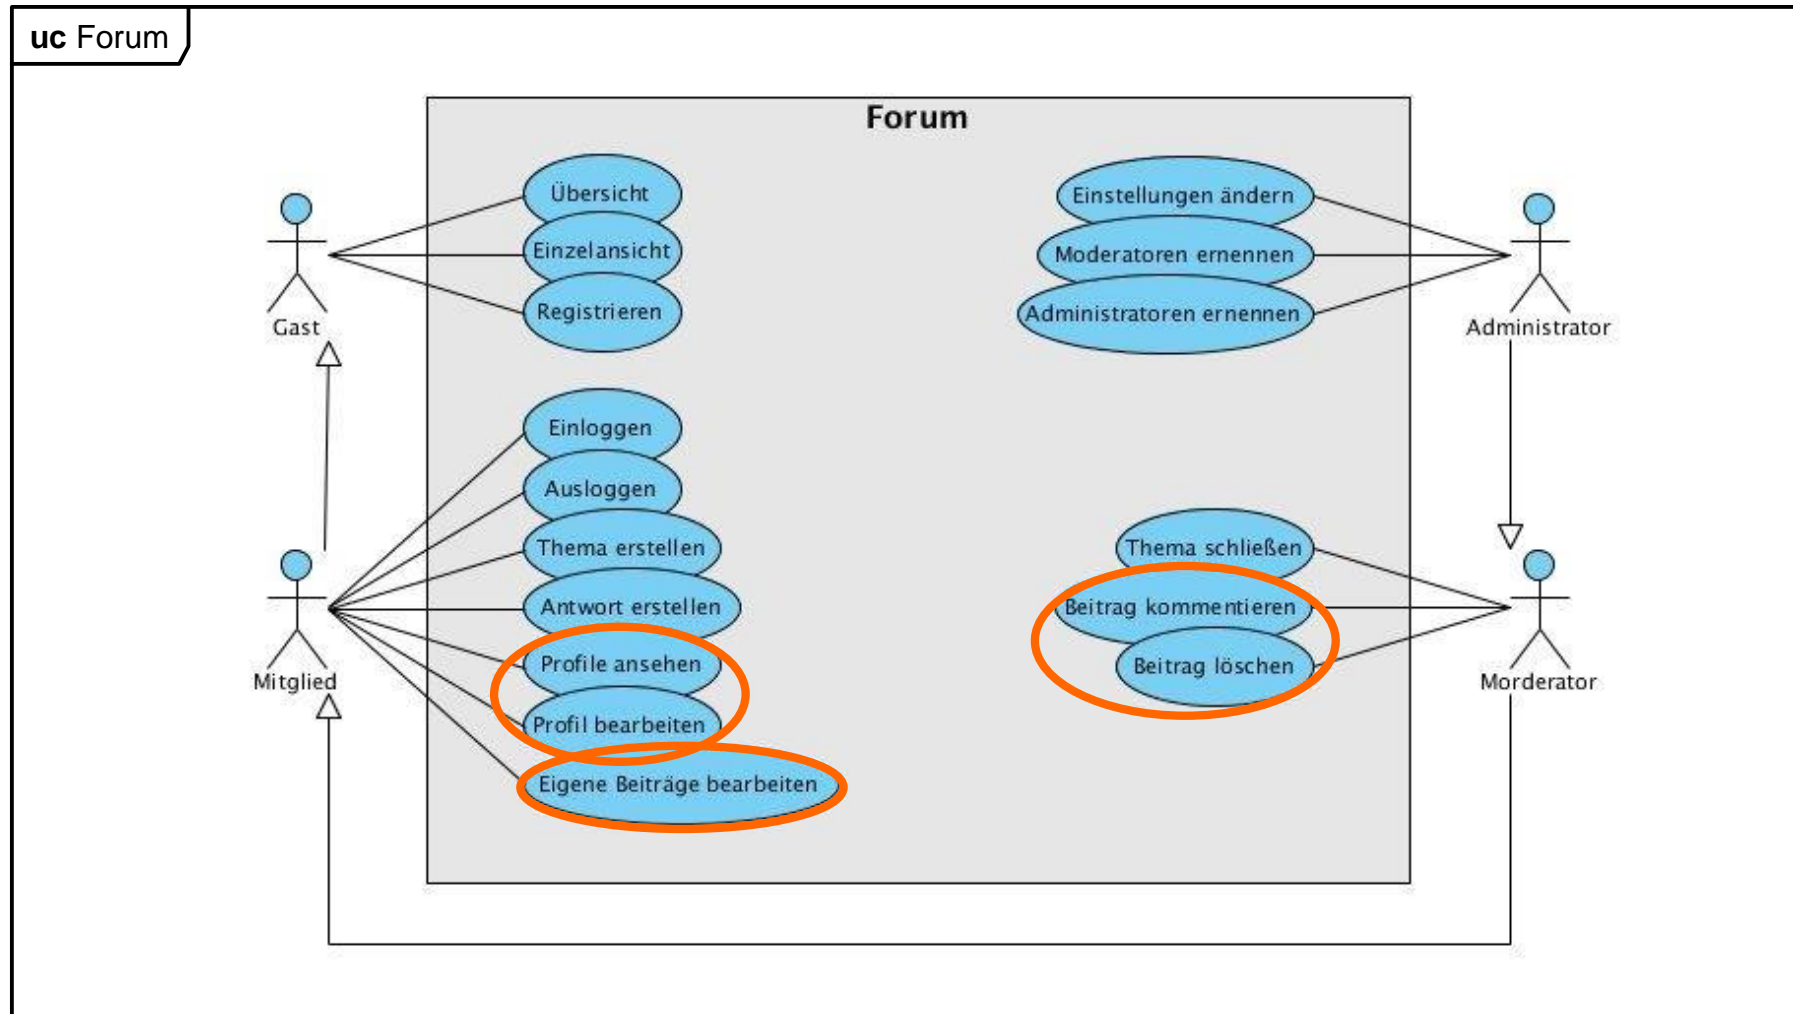 uc Forum
Forum
Übersicht
Einzelansicht
Registrieren
Gast
Einstellungen ändern
Moderatoren ernennen
Administratoren ernennen
Administrator
Einloggen
Ausloggen
Thema erstellen
Antwort erstellen
Profile ansehen
Profil bearbeiten
Eigene Beiträge bearbeiten
Mitglied
Thema schließen
Beitrag kommentieren
Beitrag löschen
Morderator